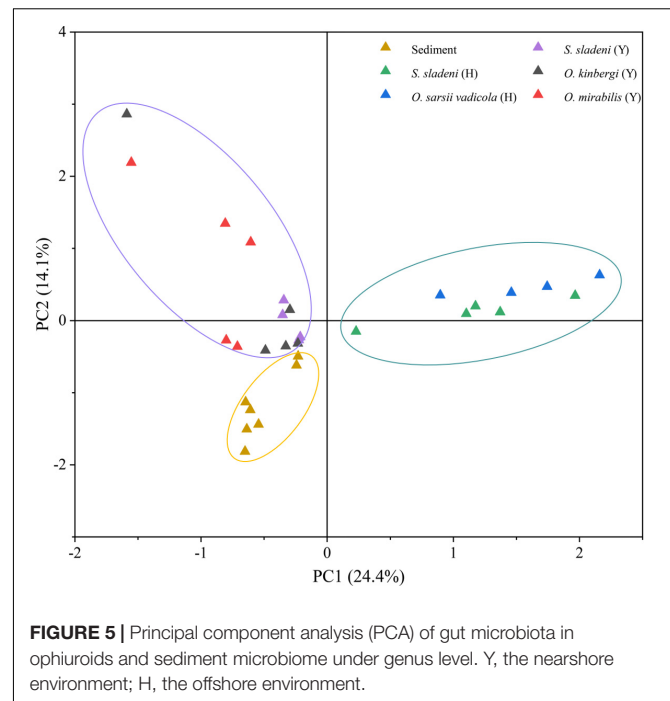 4
2
0
-2
-2
-1
0
1
2
PC2 (14.1%)
PC1 (24.4%)
Sediment
S. sladeni (H)
O. sarsii vadicola (H)
S. sladeni (Y)
O. kinbergi (Y)
O. mirabilis (Y)
FIGURE 5 | Principal component analysis (PCA) of gut microbiota in
ophiuroids and sediment microbiome under genus level. Y, the nearshore
environment; H, the offshore environment.